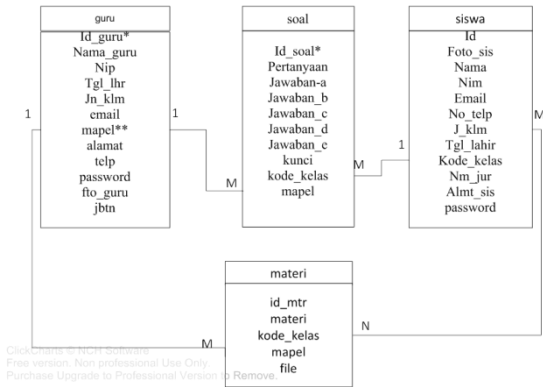 guru
Id_guru*
Nama_guru
Nip
Tgl_lhr
Jn_klm
email
mapel**
alamat
telp
password
fto_guru
jbtn
soal
Id_soal*
Pertanyaan
Jawaban-a
Jawaban_b
Jawaban_c
Jawaban_d
Jawaban_e
kunci
kode_kelas
mapel
siswa
Id
Foto_sis
Nama
Nim
Email
No_telp
J_klm
Tgl_lahir
Kode_kelas
Nm_jur
Almt_sis
password
1
1
M
M
1
M
materi
id_mtr
materi
kode_kelas
mapel
file
M
N
ClickCharts © NCH Software
Free version. Non professional Use Only.
Purchase Upgrade to Professional Version to Remove.